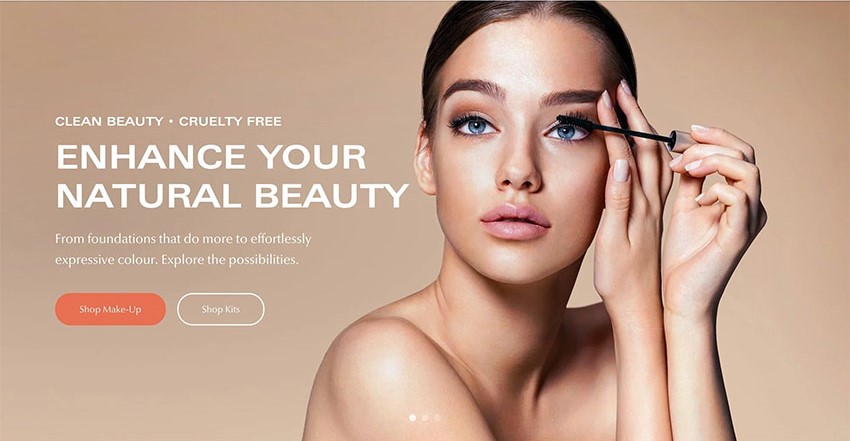 CLEAN BEAUTY • CRUELTY FREE
ENHANCE YOUR
NATURAL BEAUTY
From foundations that do more to effortlessly
expressive colour. Explore the possibilities.
Shop Make-Up
Shop Kits